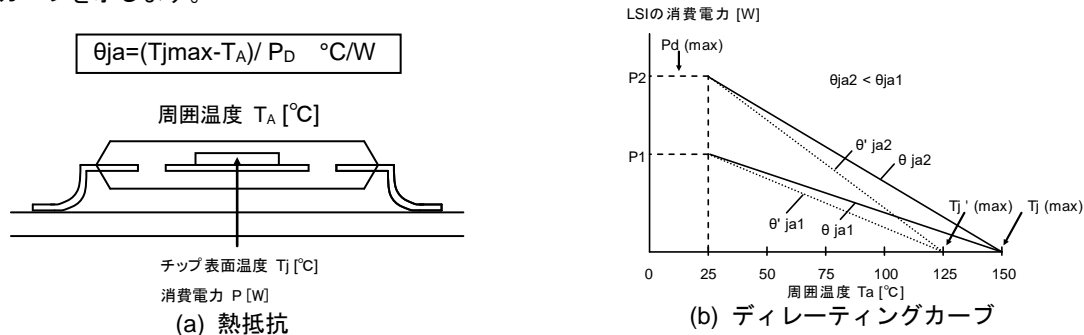 θja=(Tjmax-TA)/ PD °C/W
周囲温度 TA [℃]
チップ表面温度 Tj [℃]
消費電力 P [W]
(a) 熱抵抗
LSIの消費電力 [W]
Pd (max)
P2
θja2 < θja1
P1
θ' ja2
θ ja2
θ' ja1
θ ja1
Tj ' (max)
Tj (max)
0 25 50 75 100 125 150
周囲温度 Ta [℃]
(b) ディレーティングカーブ